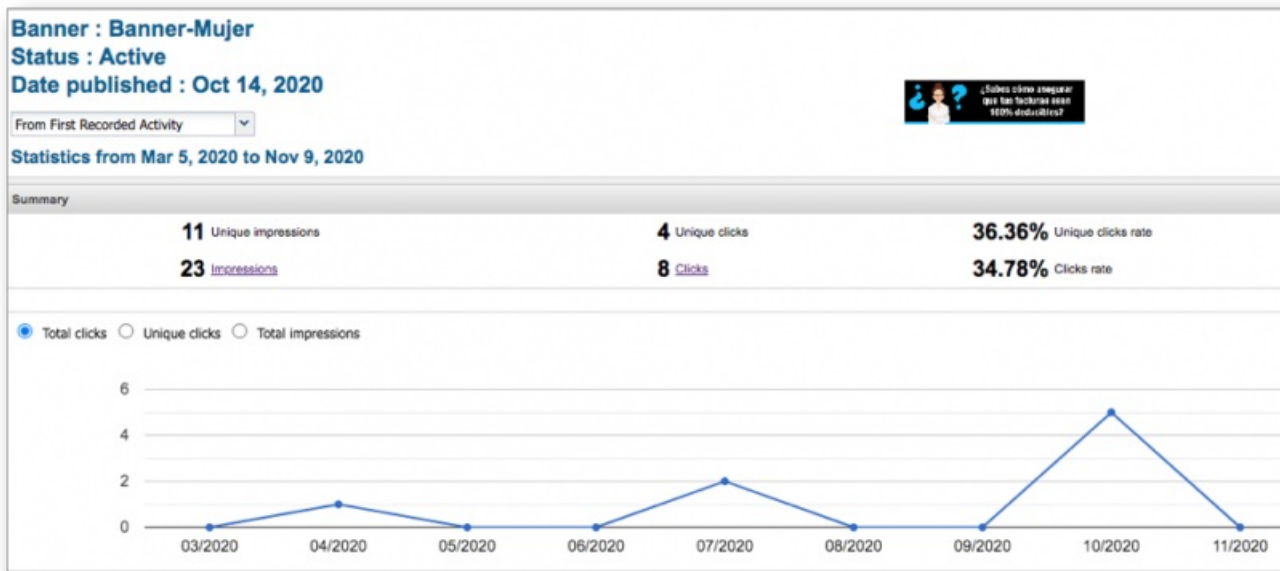 Banner : Banner-Mujer
Status : Active
Date published : Oct 14, 2020
¿Sabes cómo asegurar
que tus facturas sean
100% deducibles?
From First Recorded Activity
Statistics from Mar 5, 2020 to Nov 9, 2020
Summary
11 Unique impressions 4 Unique clicks 36.36% Unique clicks rate
23 Impressions 8 Clicks 34.78% Clicks rate
Total clicks Unique clicks Total impressions
6
4
2
0
03/2020 04/2020 05/2020 06/2020 07/2020 08/2020 09/2020 10/2020 11/2020